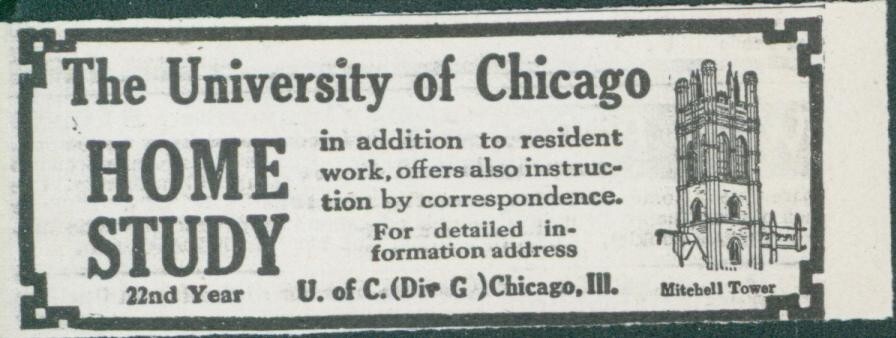 The University of Chicago
HOME
STUDY
22nd Year
in addition to resident
work, offers also instruc-
tion by correspondence.
For detailed in-
formation address
U. of C. (Div G ) Chicago, Ill.
Mitchell Tower